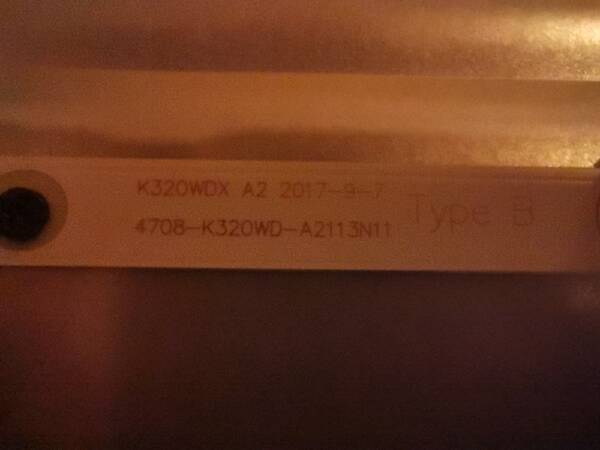 K320WDX A2 2017-9-7
4708-K320WD-A2113N11
Type B